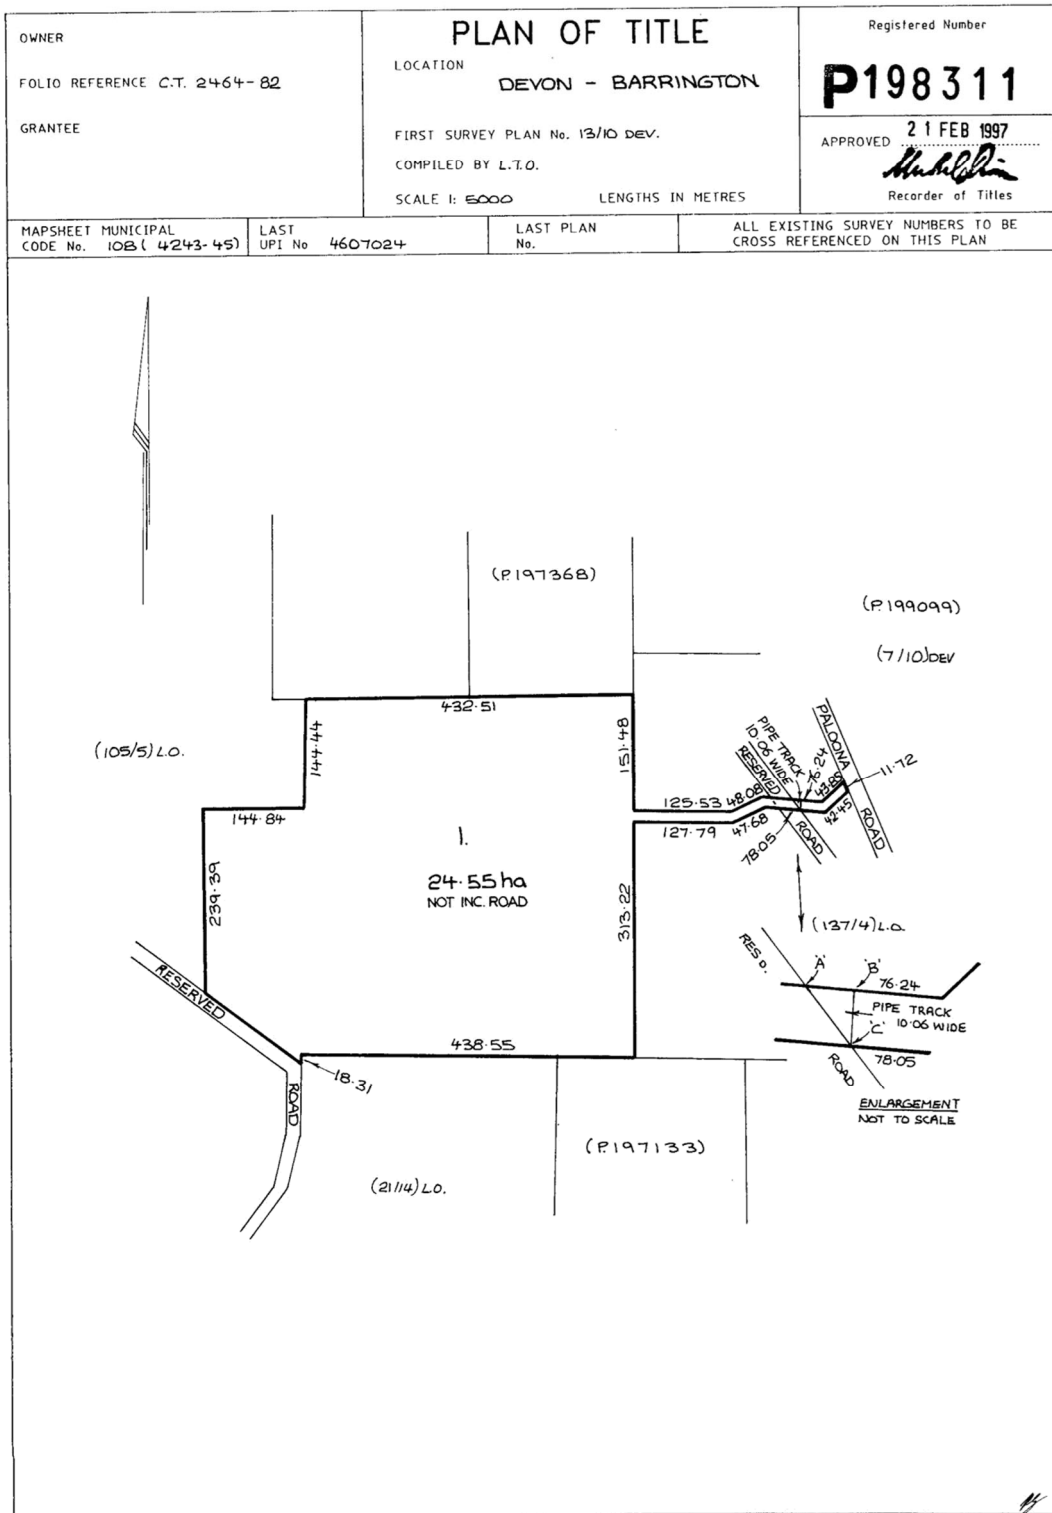 OWNER
FOLIO REFERENCE C.T. 2464-82
GRANTEE
PLAN OF TITLE
LOCATION
DEVON - BARRINGTON
FIRST SURVEY PLAN No. 13/10 DEV.
COMPILED BY L.T.O.
SCALE 1: 5000 LENGTHS IN METRES
Registered Number
P198311
APPROVED 21 FEB 1997
Recorder of Titles
MAPSHEET MUNICIPAL
CODE No. 108 (4243-45)
LAST
UPI No 4607024
LAST PLAN
No.
ALL EXISTING SURVEY NUMBERS TO BE
CROSS REFERENCED ON THIS PLAN
(P.197368)
(P.199099)
(7/10)DEV
(105/5) L.O.
432.51
144.44
151.48
144.84
239.39
1.
24.55 ha
NOT INC. ROAD
313.22
438.55
18.31
RESERVED
ROAD
125.53
48.08
127.79
47.68
78.05
PIPE TRACK
10.06 WIDE
RESERVED
ROAD
76.24
43.85
42.45
11.72
PALOONA
ROAD
(137/4) L.O.
RES D.
'A'
'B'
76.24
PIPE TRACK
10.06 WIDE
'C'
78.05
ROAD
ENLARGEMENT
NOT TO SCALE
(P.197133)
(21/14) L.O.